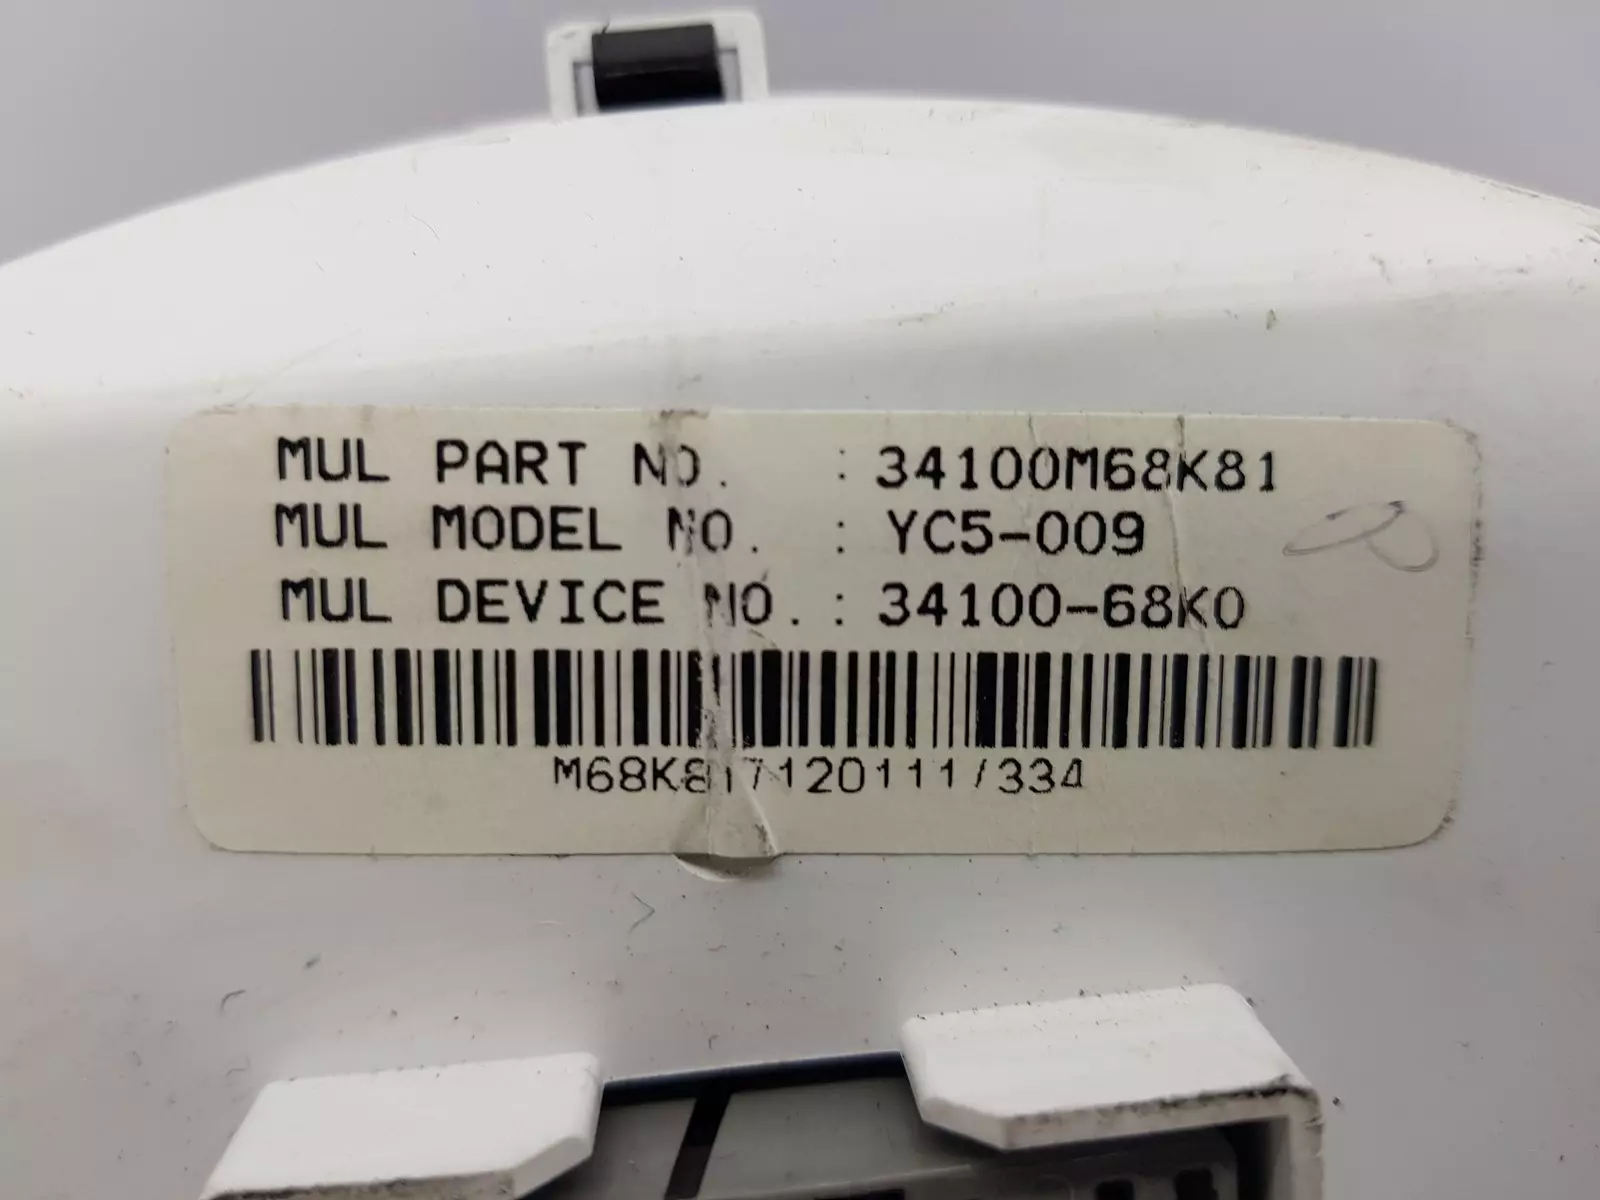 MUL PART NO. : 34100M68K81
MUL MODEL NO. : YC5-009
MUL DEVICE NO. : 34100-68K0
M68K817120111/334